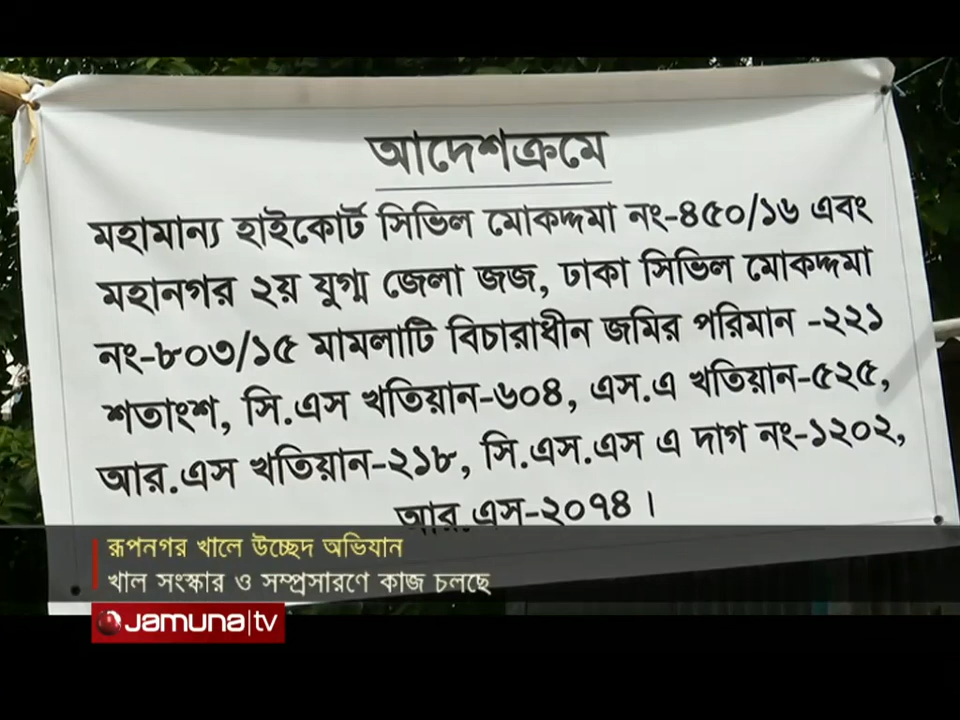 আদেশক্রমে
মহামান্য হাইকোর্ট সিভিল মোকদ্দমা নং-৪৫০/১৬ এবং
মহানগর ২য় যুগ্ম জেলা জজ, ঢাকা সিভিল মোকদ্দমা
নং-৮০৩/১৫ মামলাটি বিচারাধীন জমির পরিমান -২২১
শতাংশ, সি.এস খতিয়ান-৬০৪, এস.এ খতিয়ান-৫২৫,
আর.এস খতিয়ান-২১৮, সি.এস.এস এ দাগ নং-১২০২,
আর.এস-২০৭৪।
রূপনগর খালে উচ্ছেদ অভিযান
খাল সংস্কার ও সম্প্রসারণে কাজ চলছে
JAMUNA|tv